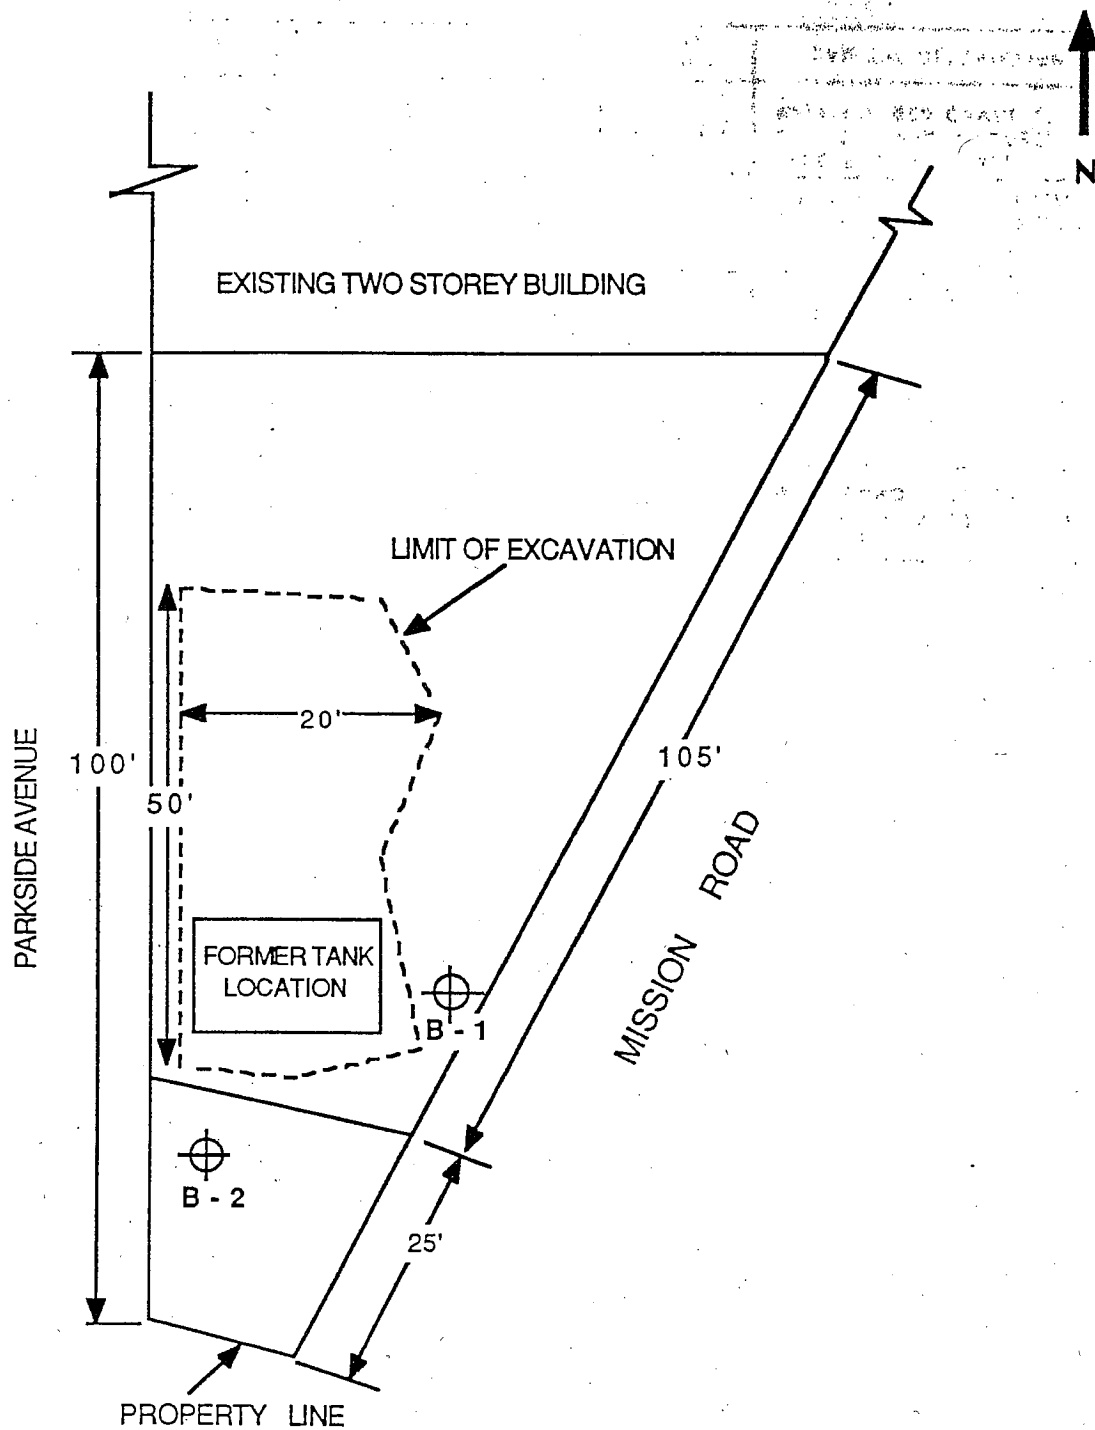 N
EXISTING TWO STOREY BUILDING
LIMIT OF EXCAVATION
20'
PARKSIDE AVENUE
100'
105'
50'
MISSION ROAD
FORMER TANK
LOCATION
B - 1
B - 2
25'
PROPERTY LINE